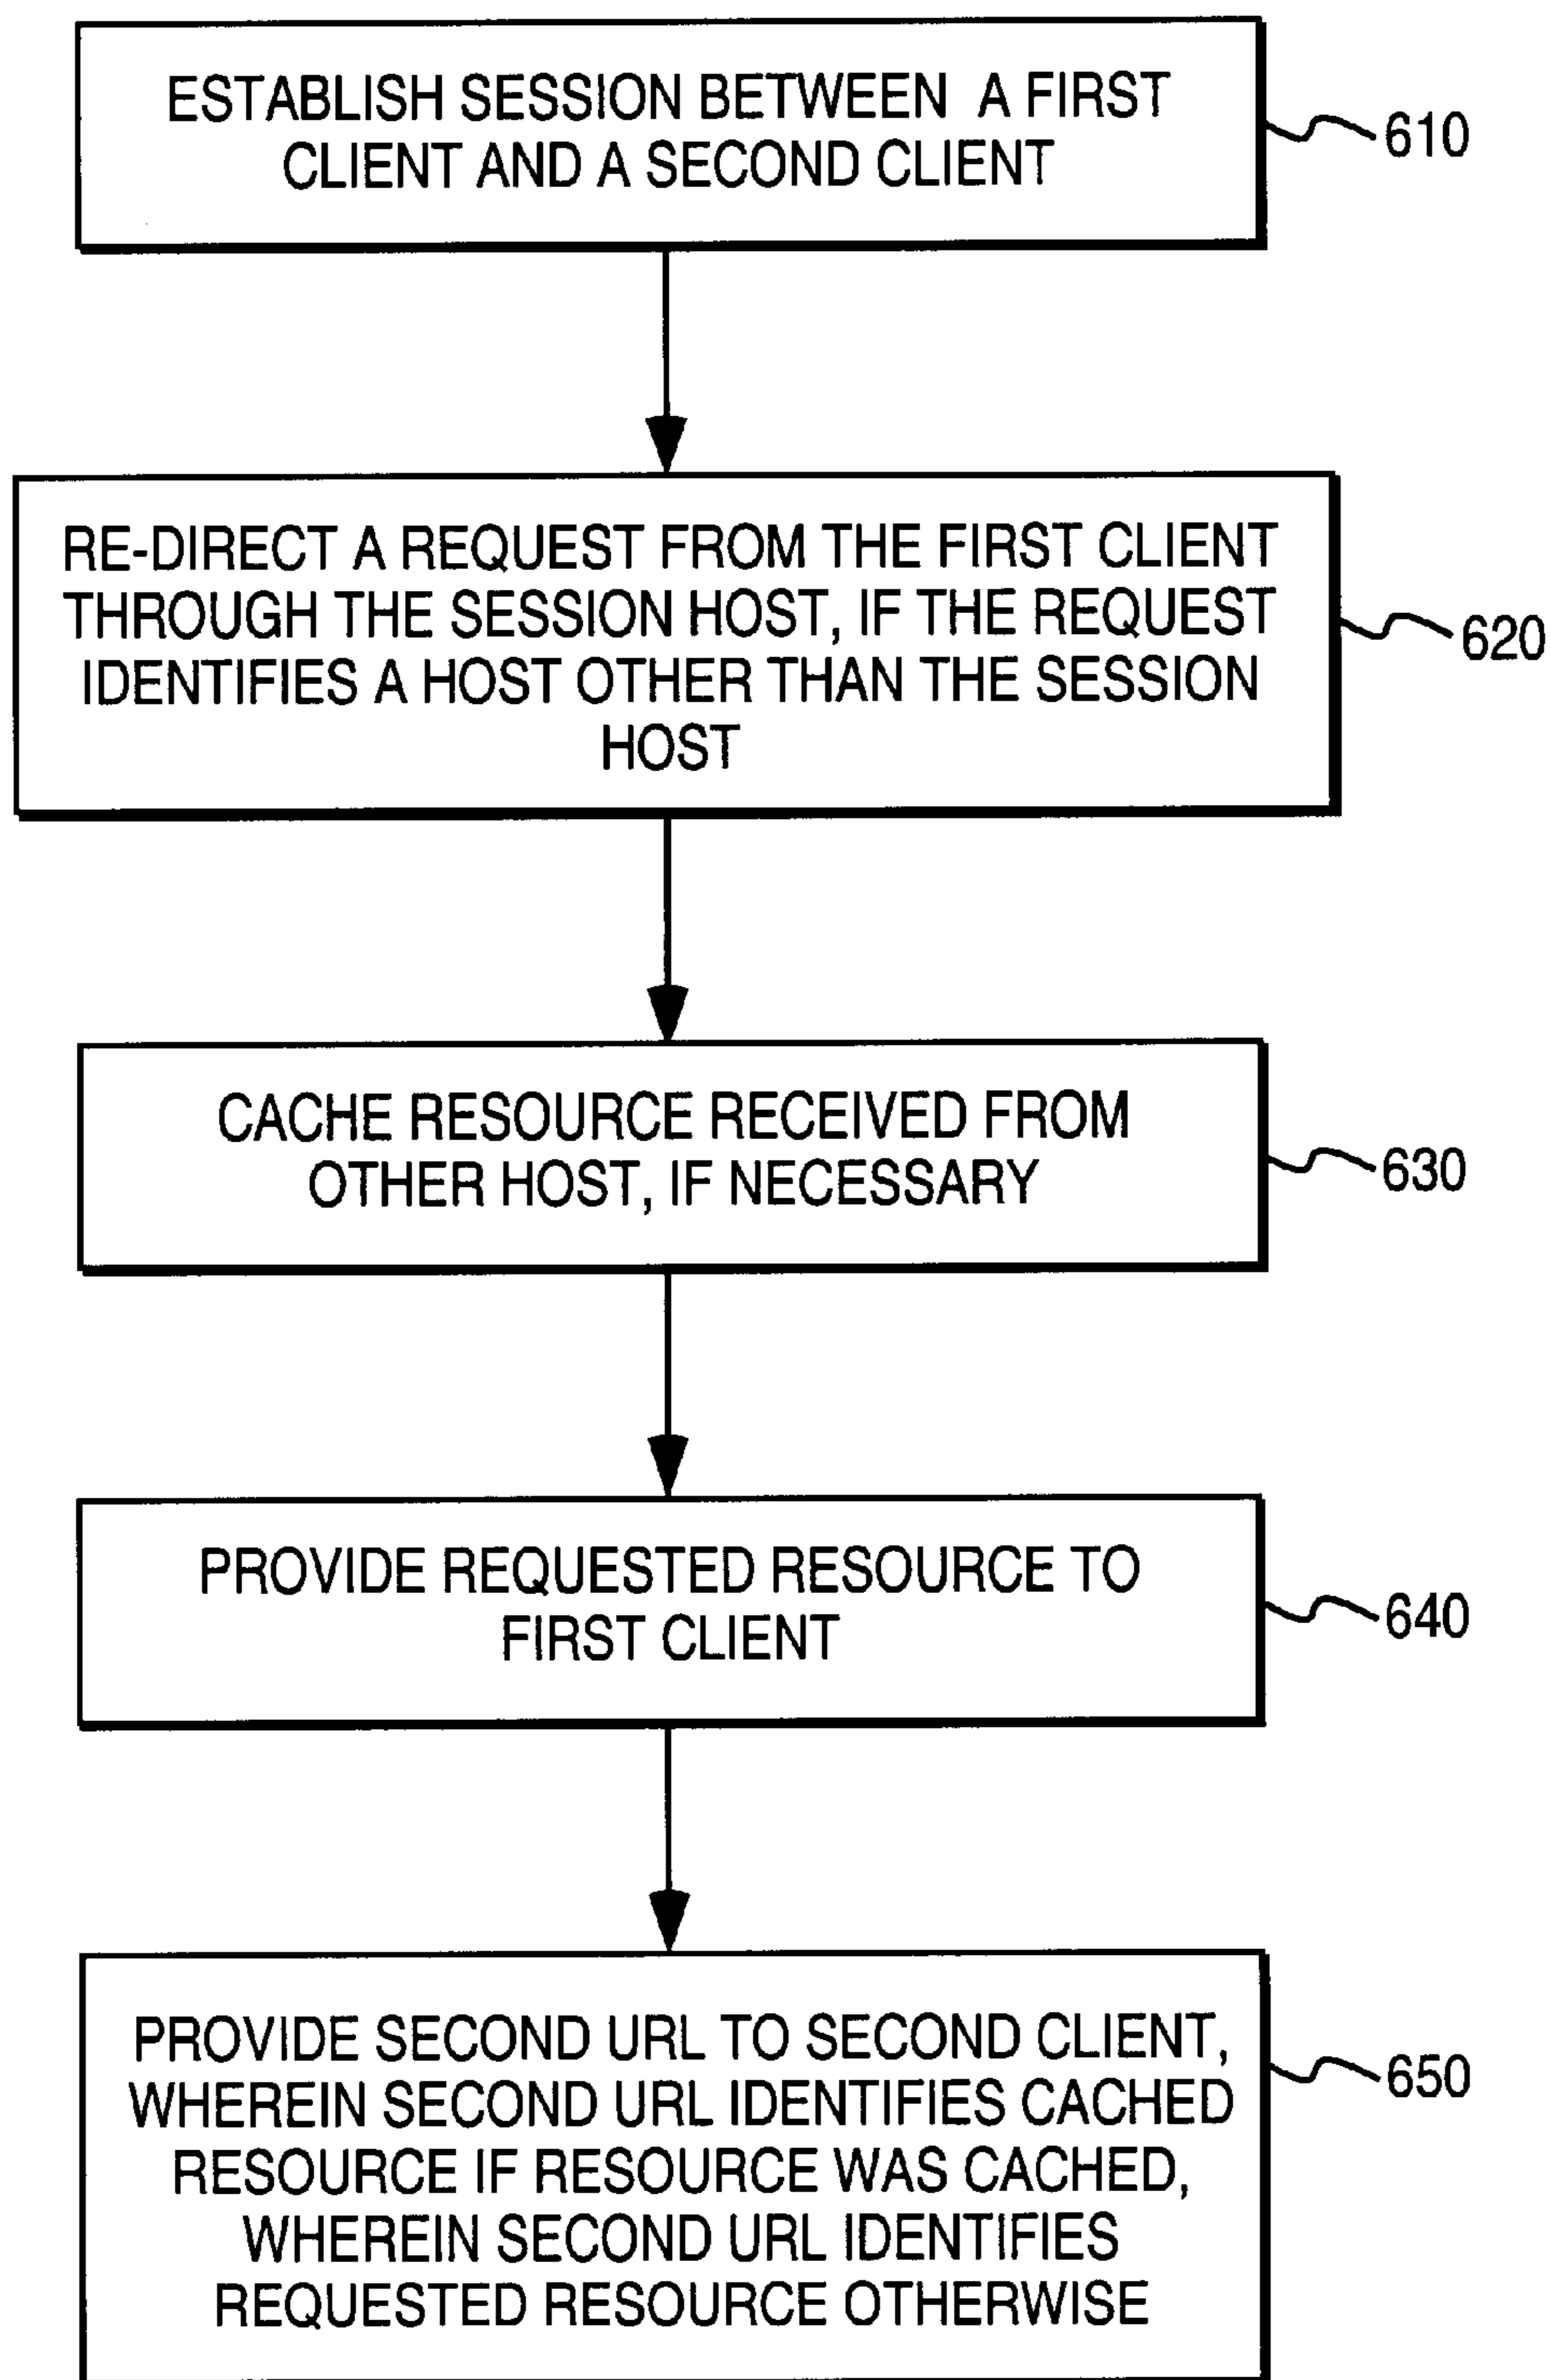 ESTABLISH SESSION BETWEEN A FIRST
CLIENT AND A SECOND CLIENT
610
RE-DIRECT A REQUEST FROM THE FIRST CLIENT
THROUGH THE SESSION HOST, IF THE REQUEST
IDENTIFIES A HOST OTHER THAN THE SESSION
HOST
620
CACHE RESOURCE RECEIVED FROM
OTHER HOST, IF NECESSARY
630
PROVIDE REQUESTED RESOURCE TO
FIRST CLIENT
640
PROVIDE SECOND URL TO SECOND CLIENT,
WHEREIN SECOND URL IDENTIFIES CACHED
RESOURCE IF RESOURCE WAS CACHED,
WHEREIN SECOND URL IDENTIFIES
REQUESTED RESOURCE OTHERWISE
650